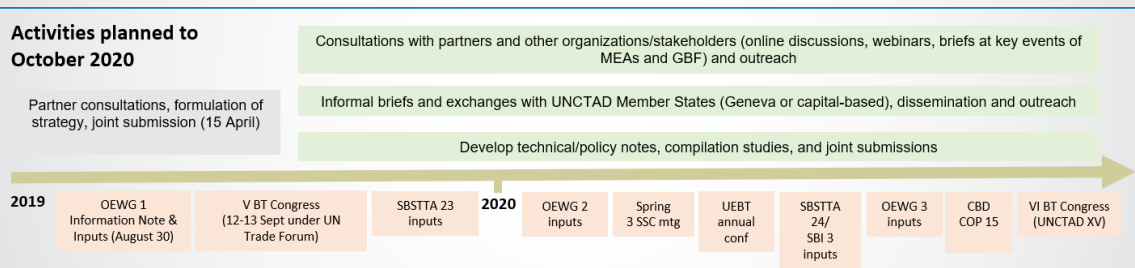 Activities planned to
October 2020
Consultations with partners and other organizations/stakeholders (online discussions, webinars, briefs at key events of
MEAs and GBF) and outreach
Partner consultations, formulation of
strategy, joint submission (15 April)
Informal briefs and exchanges with UNCTAD Member States (Geneva or capital-based), dissemination and outreach
Develop technical/policy notes, compilation studies, and joint submissions
2019
OEWG 1
Information Note &
Inputs (August 30)
V BT Congress
(12-13 Sept under UN
Trade Forum)
SBSTTA 23
inputs
2020
OEWG 2
inputs
Spring
3 SSC mtg
UEBT
annual
conf
SBSTTA
24/
SBI 3
inputs
OEWG 3
inputs
CBD
COP 15
VI BT Congress
(UNCTAD XV)